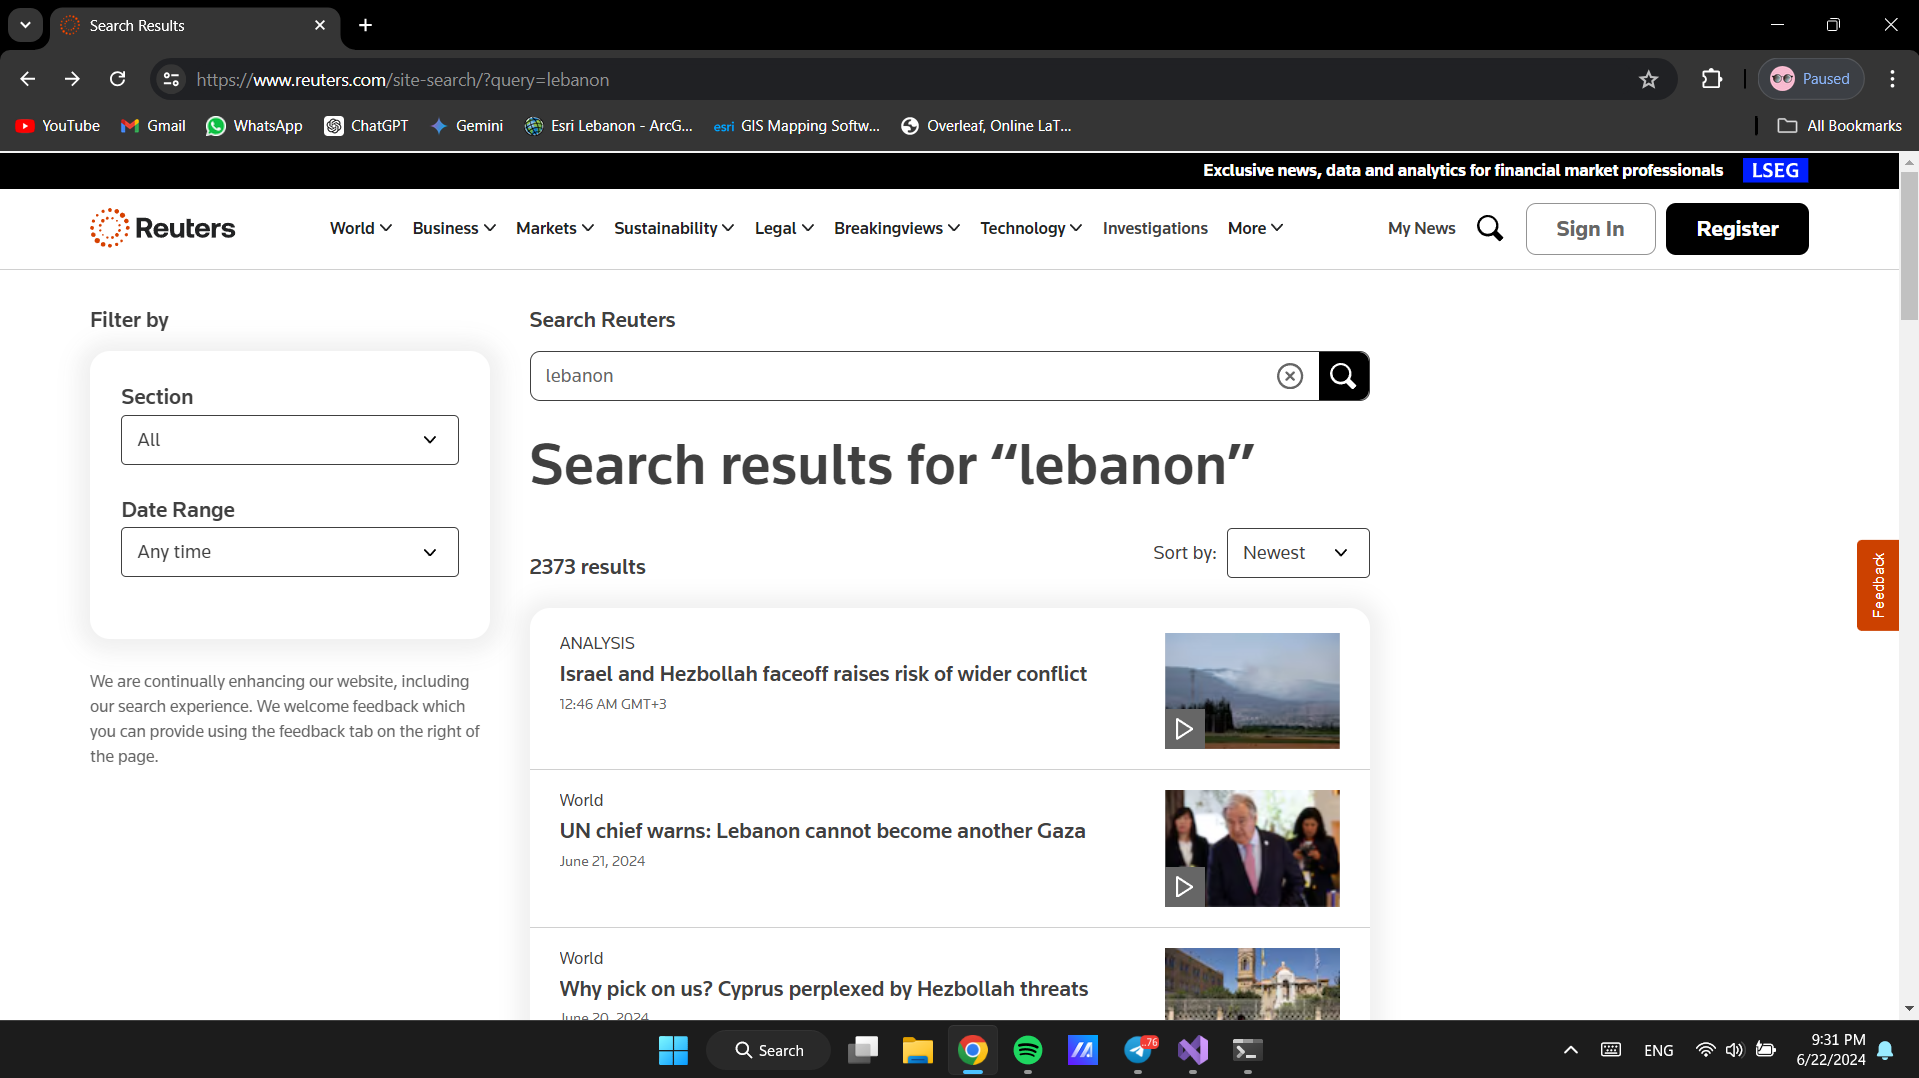 Search Results
https://www.reuters.com/site-search/?query=lebanon
Paused
YouTube
Gmail
WhatsApp
ChatGPT
Gemini
Esri Lebanon - ArcG...
esri GIS Mapping Softw...
Overleaf, Online LaT...
All Bookmarks
Exclusive news, data and analytics for financial market professionals
LSEG
Reuters
World
Business
Markets
Sustainability
Legal
Breakingviews
Technology
Investigations
More
My News
Sign In
Register
Filter by
Section
All
Date Range
Any time
We are continually enhancing our website, including
our search experience. We welcome feedback which
you can provide using the feedback tab on the right of
the page.
Search Reuters
lebanon
Search results for “lebanon”
2373 results
Sort by:
Newest
ANALYSIS
Israel and Hezbollah faceoff raises risk of wider conflict
12:46 AM GMT+3
World
UN chief warns: Lebanon cannot become another Gaza
June 21, 2024
World
Why pick on us? Cyprus perplexed by Hezbollah threats
June 20, 2024
Feedback
Search
..76
ENG
9:31 PM
6/22/2024